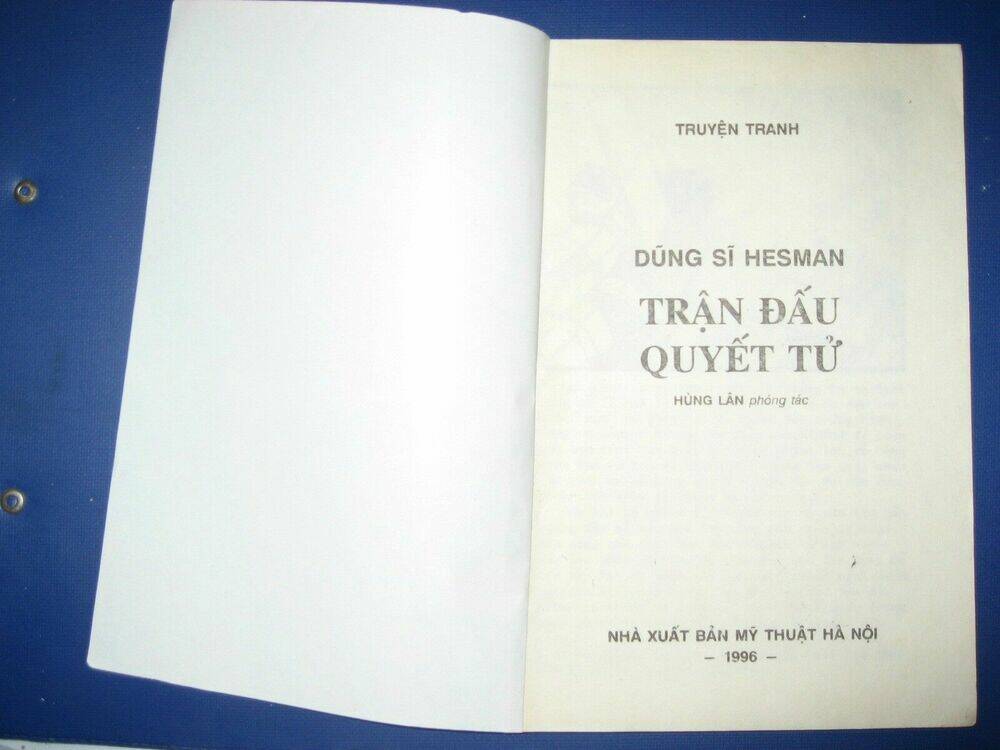 TRUYỆN TRANH
DŨNG SĨ HESMAN
TRẬN ĐẤU
QUYẾT TỬ
HÙNG LÂN phóng tác
NHÀ XUẤT BẢN MỸ THUẬT HÀ NỘI
– 1996 –